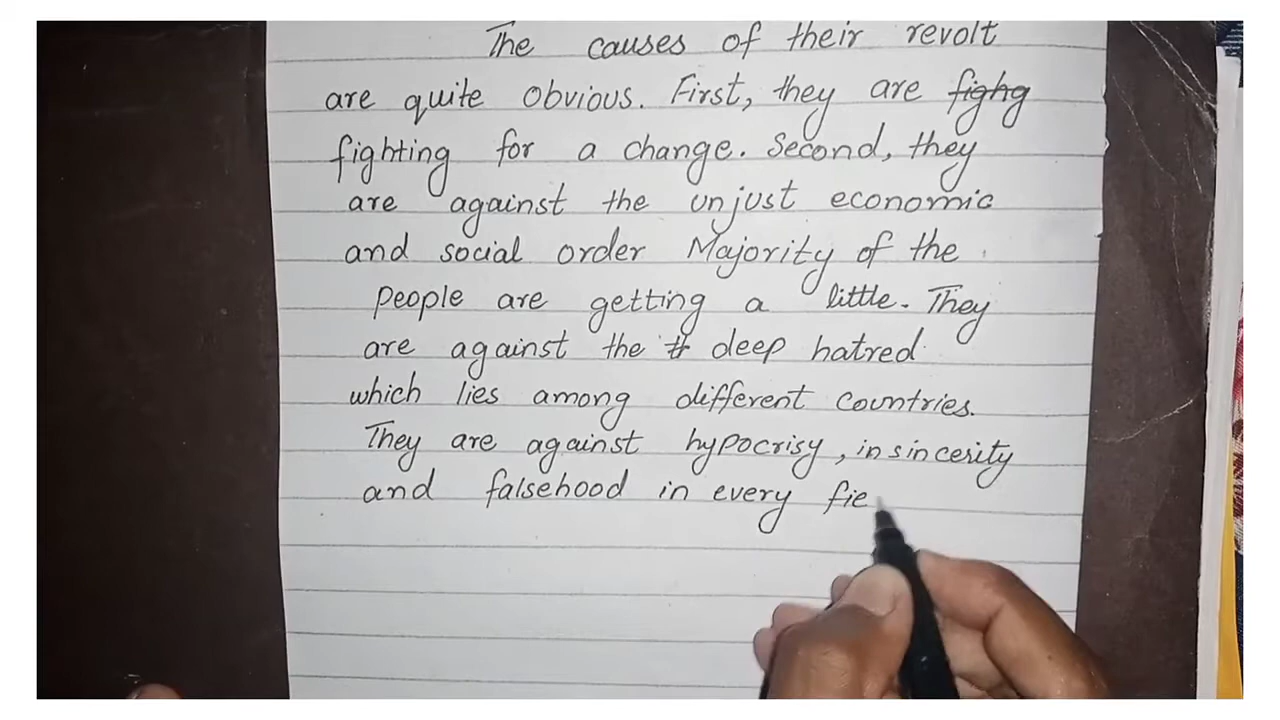 The causes of their revolt
are quite obvious. First, they are fighg
fighting for a change. Second, they
are against the unjust economic
and social order Majority of the
People are getting a little. They
are against the # deep hatred
which lies among different countries.
They are against hypocrisy, insincerity
and falsehood in every fie